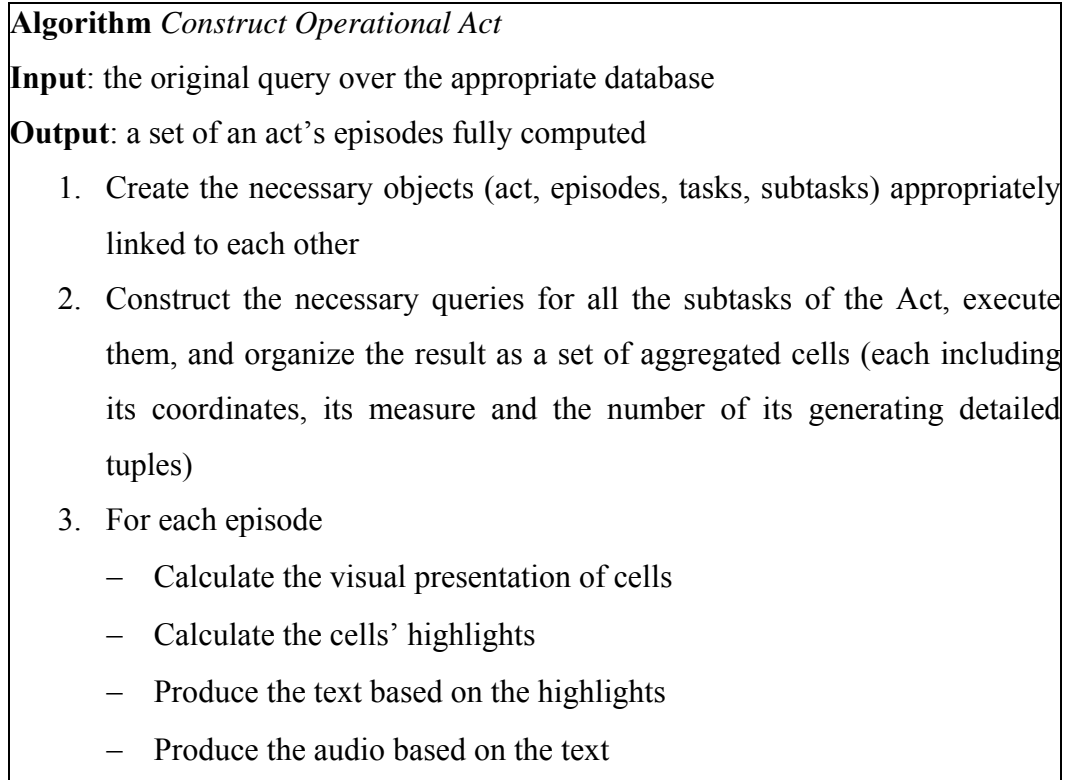 Algorithm Construct Operational Act
Input: the original query over the appropriate database
Output: a set of an act’s episodes fully computed
1. Create the necessary objects (act, episodes, tasks, subtasks) appropriately
linked to each other
2. Construct the necessary queries for all the subtasks of the Act, execute
them, and organize the result as a set of aggregated cells (each including
its coordinates, its measure and the number of its generating detailed
tuples)
3. For each episode
– Calculate the visual presentation of cells
– Calculate the cells’ highlights
– Produce the text based on the highlights
– Produce the audio based on the text